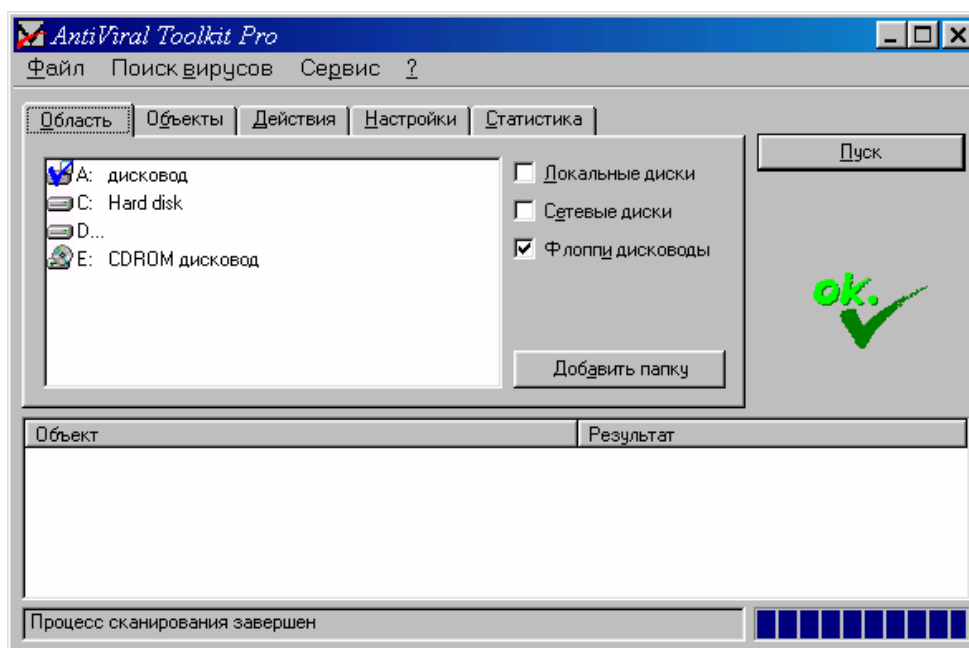 AntiViral Toolkit Pro
Файл Поиск вирусов Сервис ?
Область Объекты Действия Настройки Статистика
Пуск
A: дисковод
C: Hard disk
D...
E: CDROM дисковод
Локальные диски
Сетевые диски
Флоппи дисководы
ok.
Добавить папку
Объект Результат
Процесс сканирования завершен